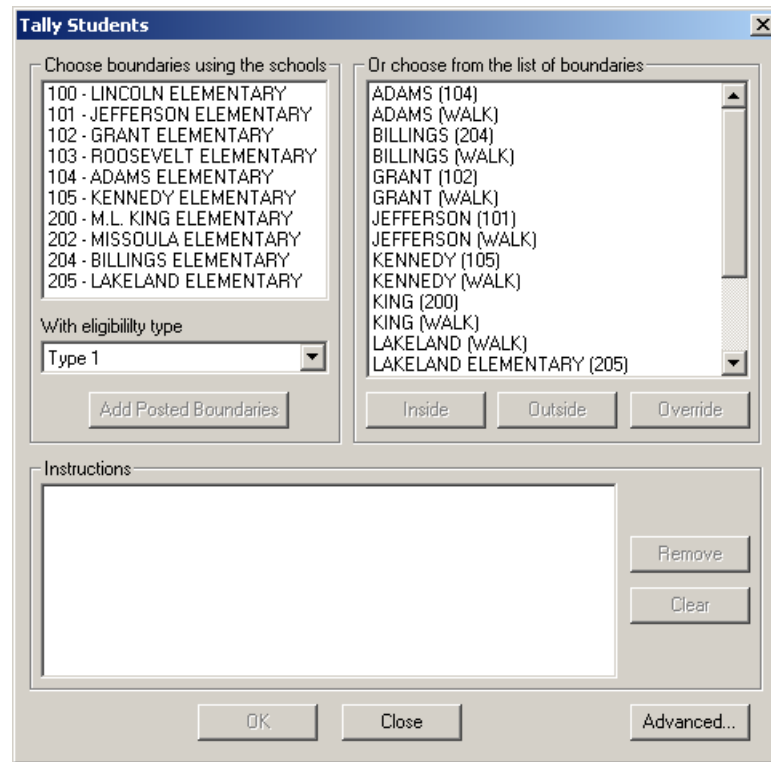 Tally Students
Choose boundaries using the schools
100 - LINCOLN ELEMENTARY
101 - JEFFERSON ELEMENTARY
102 - GRANT ELEMENTARY
103 - ROOSEVELT ELEMENTARY
104 - ADAMS ELEMENTARY
105 - KENNEDY ELEMENTARY
200 - M.L. KING ELEMENTARY
202 - MISSOULA ELEMENTARY
204 - BILLINGS ELEMENTARY
205 - LAKELAND ELEMENTARY
With eligibililty type
Type 1
Add Posted Boundaries
Or choose from the list of boundaries
ADAMS (104)
ADAMS (WALK)
BILLINGS (204)
BILLINGS (WALK)
GRANT (102)
GRANT (WALK)
JEFFERSON (101)
JEFFERSON (WALK)
KENNEDY (105)
KENNEDY (WALK)
KING (200)
KING (WALK)
LAKELAND (WALK)
LAKELAND ELEMENTARY (205)
Inside Outside Override
Instructions
Remove
Clear
OK Close Advanced...